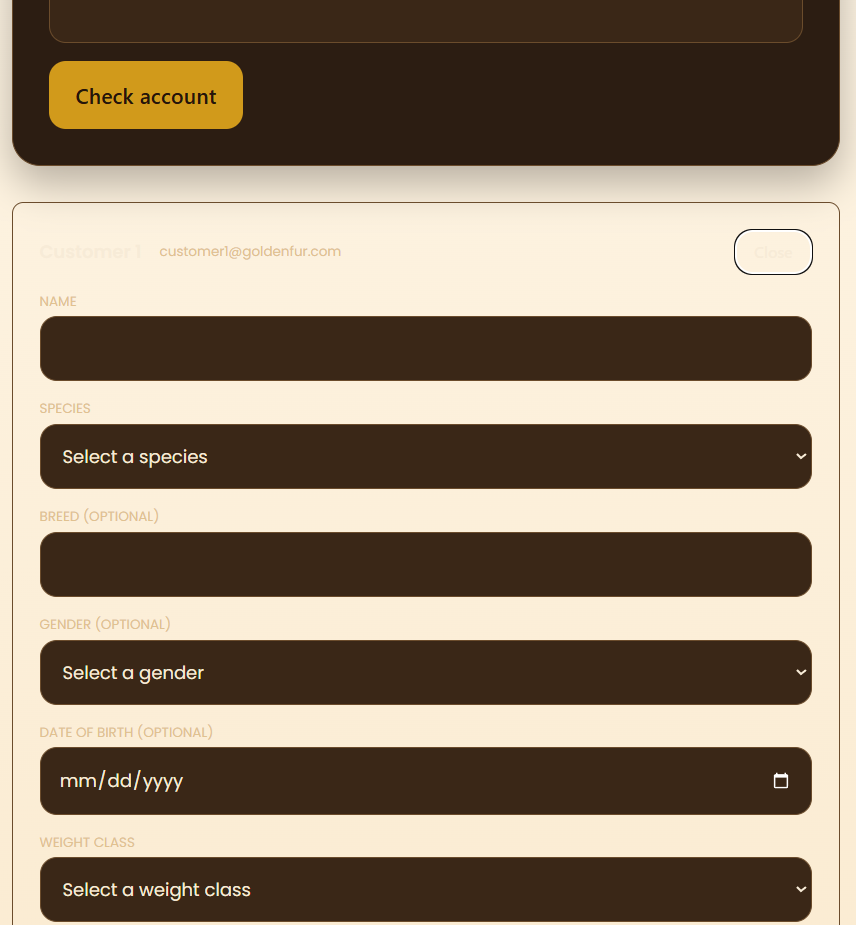 Check account
Customer 1 customer1@goldenfur.com Close
NAME
SPECIES
Select a species
BREED (OPTIONAL)
GENDER (OPTIONAL)
Select a gender
DATE OF BIRTH (OPTIONAL)
mm/dd/yyyy
WEIGHT CLASS
Select a weight class